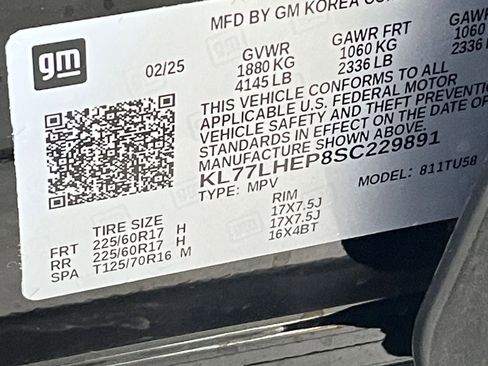 MFD BY GM KOREA CO
gm
02/25
GVWR
1880 KG
4145 LB
GAWR FRT
1060 KG
2336 LB
GAWR
1060
2336
THIS VEHICLE CONFORMS TO ALL
APPLICABLE U.S. FEDERAL MOTOR
VEHICLE SAFETY AND THEFT PREVENTI
STANDARDS IN EFFECT ON THE DATE OF
MANUFACTURE SHOWN ABOVE
KL77LHEP8SC229891
TYPE: MPV
MODEL: 811TU58
TIRE SIZE
RIM
FRT 225/60R17 H 17X7.5J
RR 225/60R17 H 17X7.5J
SPA T125/70R16 M 16X4BT